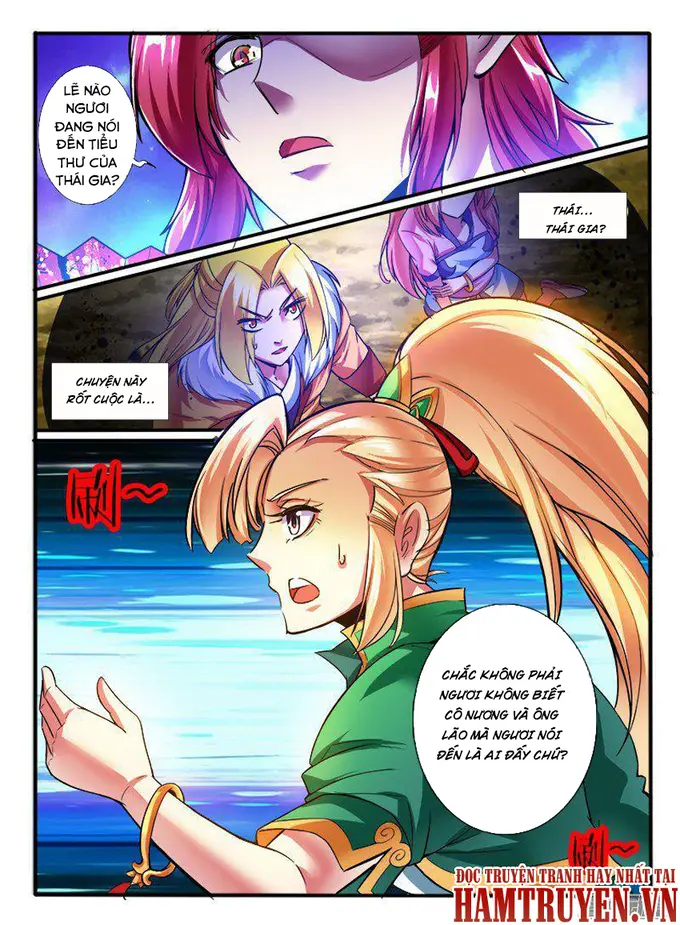 LẼ NÀO
NGƯƠI
ĐANG NÓI
ĐẾN TIỂU
THƯ CỦA
THÁI GIA?
THÁI...
THÁI GIA?
CHUYỆN NÀY
RỐT CUỘC LÀ...
CHẮC KHÔNG PHẢI
NGƯƠI KHÔNG BIẾT
CÔ NƯƠNG VÀ ÔNG
LÃO MÀ NGƯƠI NÓI
ĐẾN LÀ AI ĐẤY CHỨ?
ĐỌC TRUYỆN TRANH HAY NHẤT TẠI
HAMTRUYEN.VN